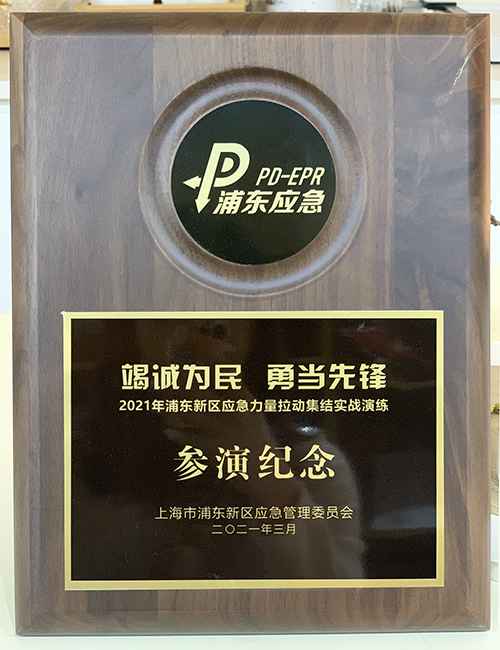 PD-EPR
浦东应急
竭诚为民 勇当先锋
2021年浦东新区应急力量拉动集结实战演练
参演纪念
上海市浦东新区应急管理委员会
二〇二一年三月